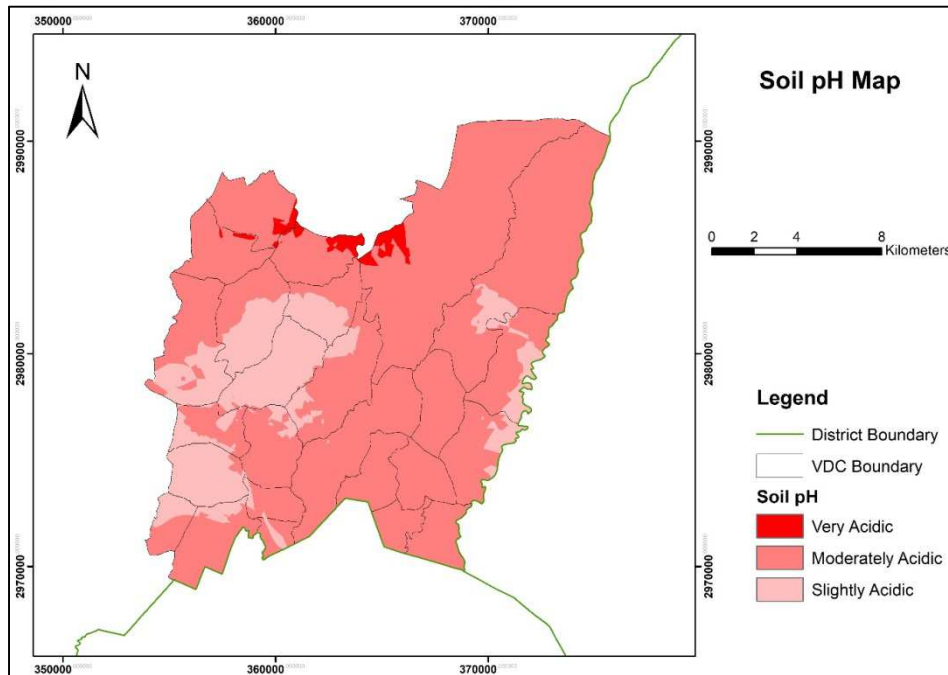 350000 360000 370000
N
Soil pH Map
2990000 2990000
0 2 4 8
Kilometers
2980000 2980000
Legend
District Boundary
VDC Boundary
Soil pH
Very Acidic
Moderately Acidic
Slightly Acidic
2970000 2970000
350000 360000 370000